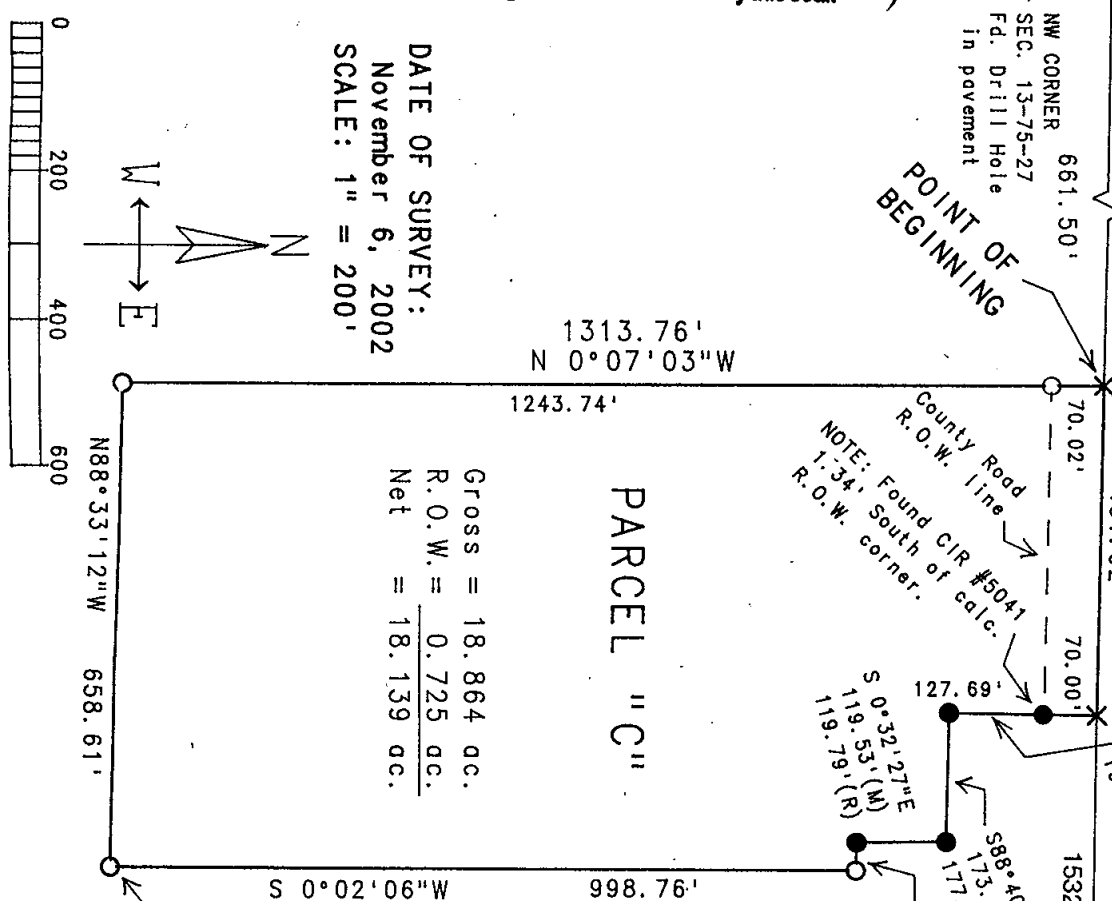 NW CORNER
SEC. 13-75-27
Fd. Drill Hole
in pavement
661.50'
POINT OF
BEGINNING
DATE OF SURVEY:
November 6, 2002
SCALE: 1" = 200'
0
200
400
600
W
E
N
1313.76'
N 0°07'03"W
1243.74'
70.02'
County Road
R.O.W. line
NOTE: Found CIR #5041
1.34' South of calc.
R.O.W. corner.
70.00'
127.69'
S 0°32'27"E
119.53'(M)
119.79'(R)
S88°40
173.
177
1532
PARCEL "C"
Gross = 18.864 ac.
R.O.W. = 0.725 ac.
Net = 18.139 ac.
N88°33'12"W 658.61'
S 0°02'06"W 998.76'